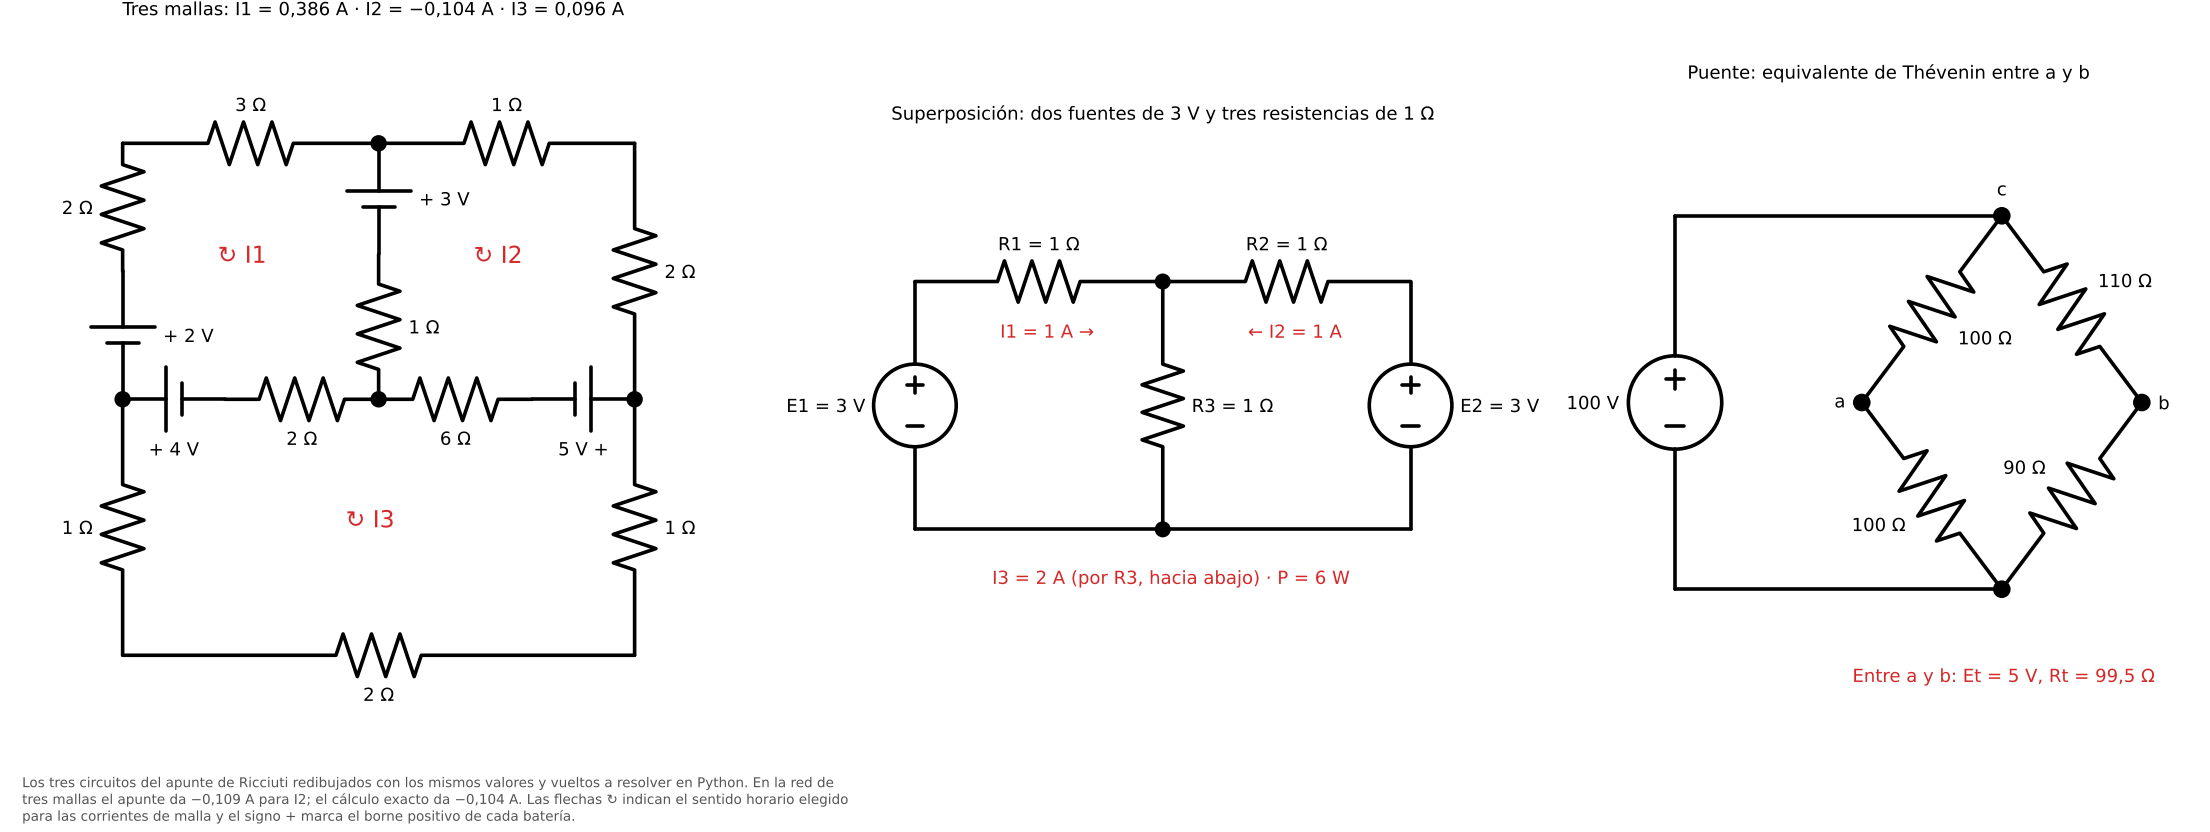 Tres mallas: I1 = 0,386 A · I2 = −0,104 A · I3 = 0,096 A
3 Ω
1 Ω
2 Ω
+ 3 V
↻ I1
↻ I2
2 Ω
+ 2 V
1 Ω
+ 4 V
2 Ω
6 Ω
5 V +
1 Ω
↻ I3
1 Ω
2 Ω
Superposición: dos fuentes de 3 V y tres resistencias de 1 Ω
R1 = 1 Ω
R2 = 1 Ω
I1 = 1 A →
← I2 = 1 A
E1 = 3 V
+
−
R3 = 1 Ω
+
−
E2 = 3 V
I3 = 2 A (por R3, hacia abajo) · P = 6 W
Puente: equivalente de Thévenin entre a y b
c
110 Ω
100 Ω
100 V
+
−
a
b
90 Ω
100 Ω
Entre a y b: Et = 5 V, Rt = 99,5 Ω
Los tres circuitos del apunte de Ricciuti redibujados con los mismos valores y vueltos a resolver en Python. En la red de
tres mallas el apunte da −0,109 A para I2; el cálculo exacto da −0,104 A. Las flechas ↻ indican el sentido horario elegido
para las corrientes de malla y el signo + marca el borne positivo de cada batería.